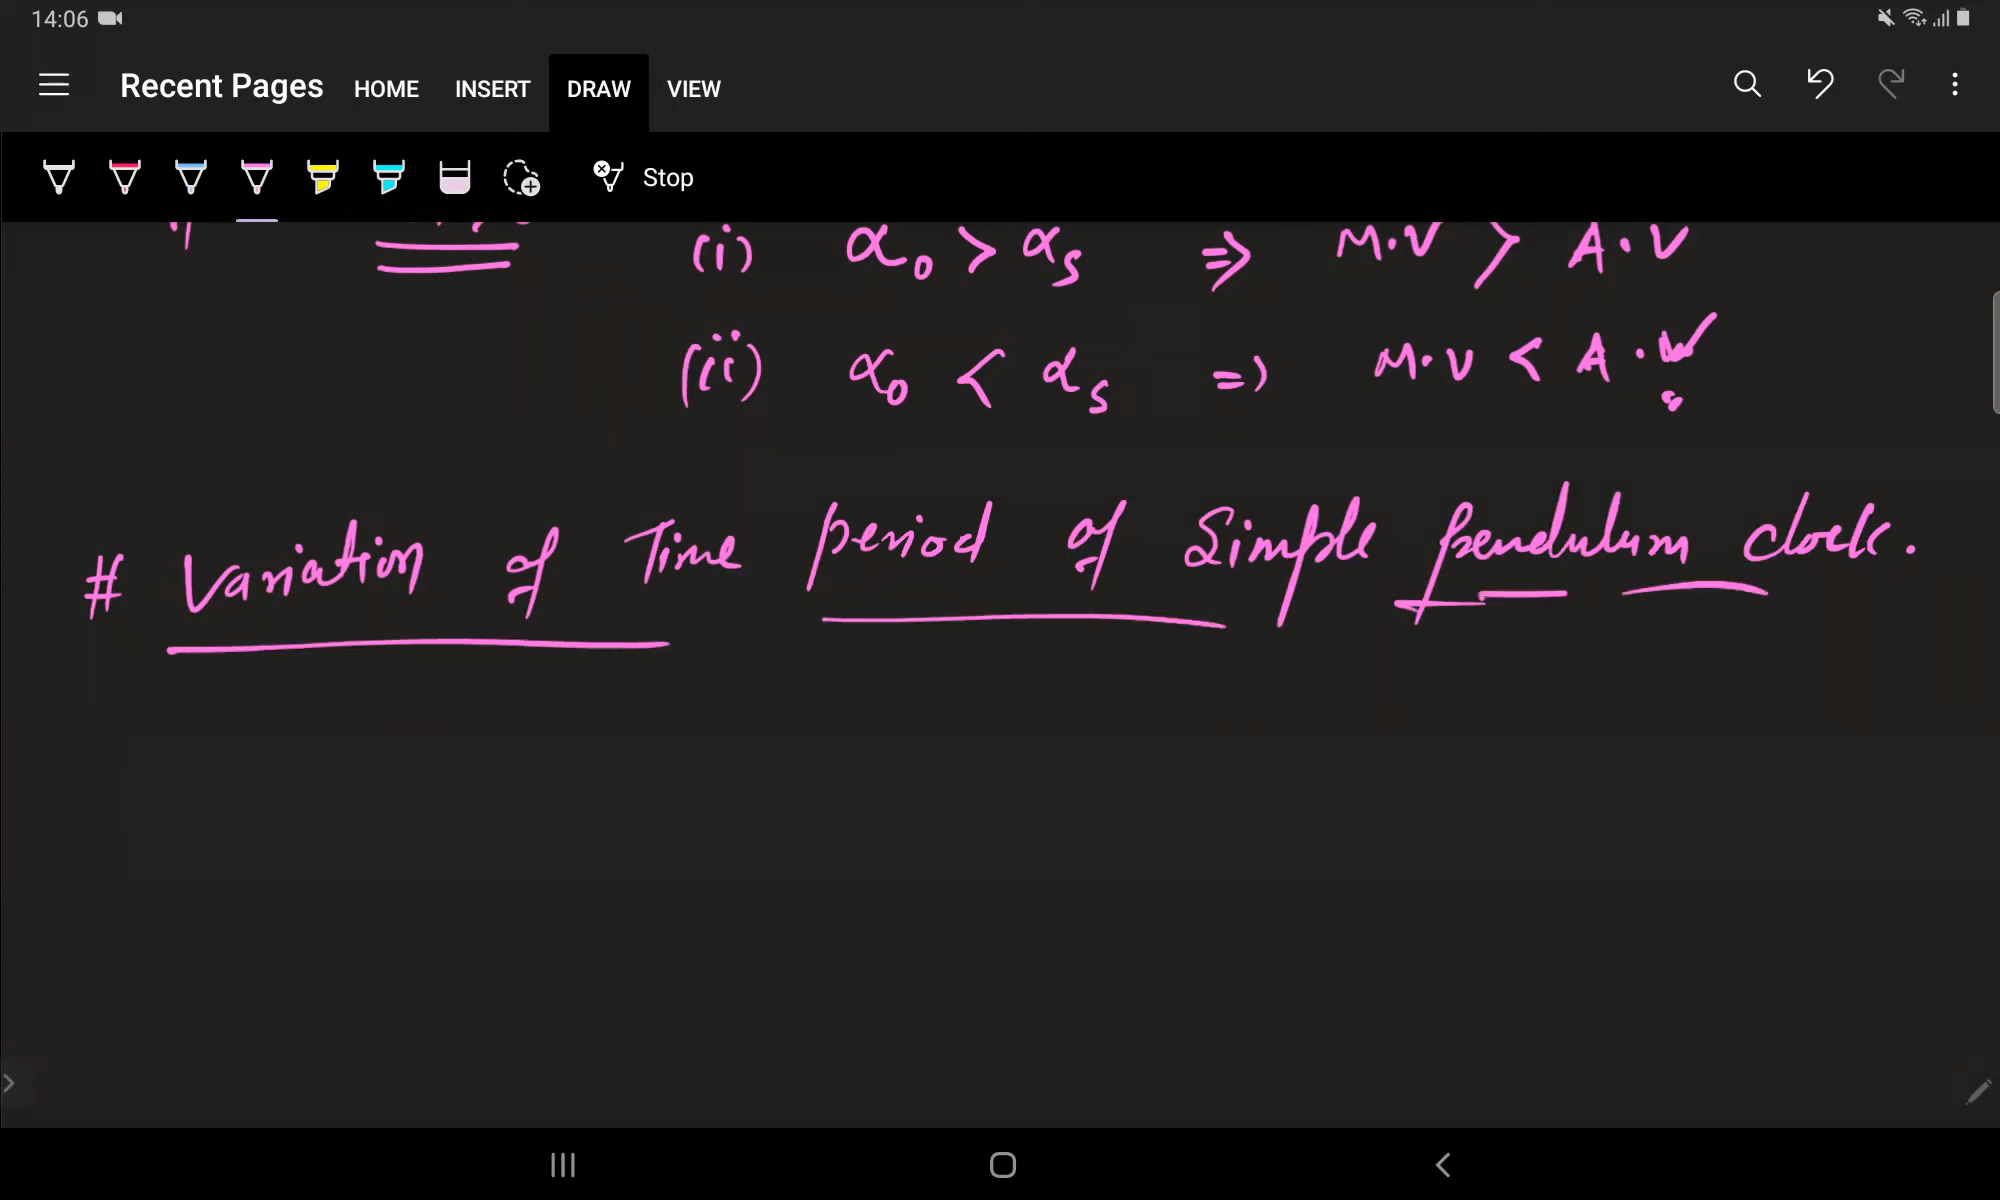 14:06
Recent Pages HOME INSERT DRAW VIEW
Stop
(i) α₀ > αₛ ⇒ M.V > A.V
(ii) α₀ < αₛ ⇒ M.V < A.V
# Variation of Time period of Simple pendulum clock.